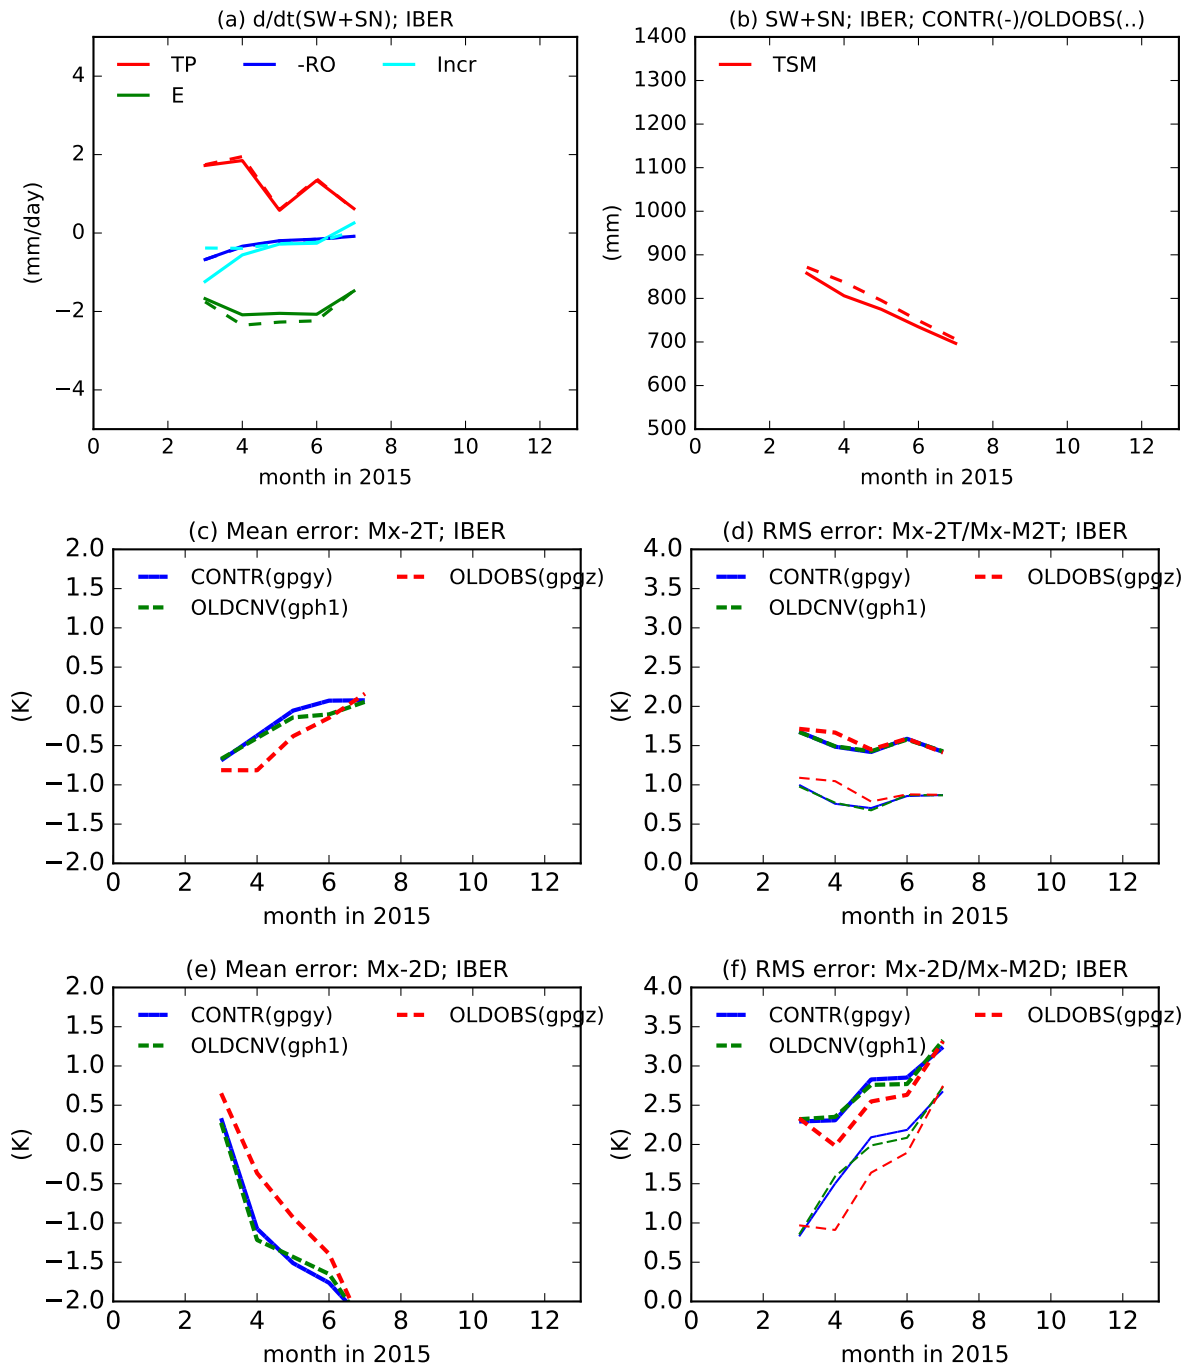 (a) d/dt(SW+SN); IBER
TP -RO Incr
E
4
2
0
−2
−4
(mm/day)
0 2 4 6 8 10 12
month in 2015
(b) SW+SN; IBER; CONTR(-)/OLDOBS(..)
TSM
1400
1300
1200
1100
1000
900
800
700
600
500
(mm)
0 2 4 6 8 10 12
month in 2015
(c) Mean error: Mx-2T; IBER
CONTR(gpgy) OLDOBS(gpgz)
OLDCNV(gph1)
2.0
1.5
1.0
0.5
0.0
−0.5
−1.0
−1.5
−2.0
(K)
0 2 4 6 8 10 12
month in 2015
(d) RMS error: Mx-2T/Mx-M2T; IBER
CONTR(gpgy) OLDOBS(gpgz)
OLDCNV(gph1)
4.0
3.5
3.0
2.5
2.0
1.5
1.0
0.5
0.0
(K)
0 2 4 6 8 10 12
month in 2015
(e) Mean error: Mx-2D; IBER
CONTR(gpgy) OLDOBS(gpgz)
OLDCNV(gph1)
2.0
1.5
1.0
0.5
0.0
−0.5
−1.0
−1.5
−2.0
(K)
0 2 4 6 8 10 12
month in 2015
(f) RMS error: Mx-2D/Mx-M2D; IBER
CONTR(gpgy) OLDOBS(gpgz)
OLDCNV(gph1)
4.0
3.5
3.0
2.5
2.0
1.5
1.0
0.5
0.0
(K)
0 2 4 6 8 10 12
month in 2015